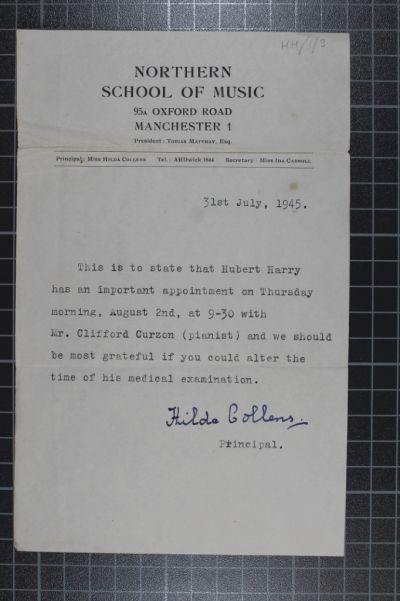 HH/1/3
NORTHERN
SCHOOL OF MUSIC
95A OXFORD ROAD
MANCHESTER 1
President: TOBIAS MATTHAY, Esq.
Principal: MISS HILDA COLLENS Tel.: ARDwick 1844 Secretary: MISS IDA CARROLL
31st July, 1945.
This is to state that Hubert Harry
has an important appointment on Thursday
morning, August 2nd, at 9-30 with
Mr. Clifford Curzon (pianist) and we should
be most grateful if you could alter the
time of his medical examination.
Hilda Collens.
Principal.